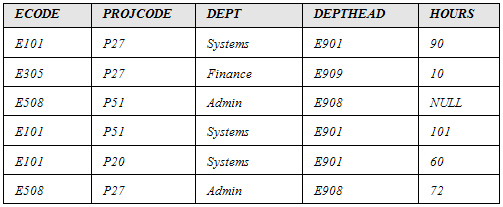 ECODE PROJCODE DEPT DEPTHEAD HOURS
E101 P27 Systems E901 90
E305 P27 Finance E909 10
E508 P51 Admin E908 NULL
E101 P51 Systems E901 101
E101 P20 Systems E901 60
E508 P27 Admin E908 72